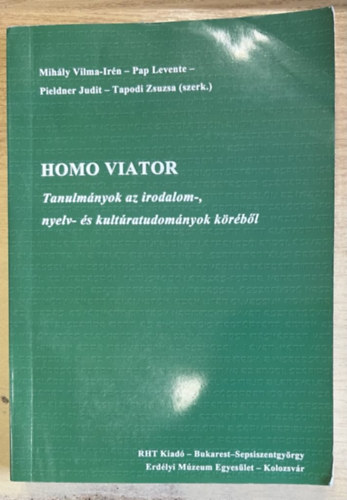 Mihály Vilma-Irén – Pap Levente –
Pieldner Judit – Tapodi Zsuzsa (szerk.)
HOMO VIATOR
Tanulmányok az irodalom-,
nyelv- és kultúratudományok köréből
RHT Kiadó – Bukarest–Sepsiszentgyörgy
Erdélyi Múzeum Egyesület – Kolozsvár